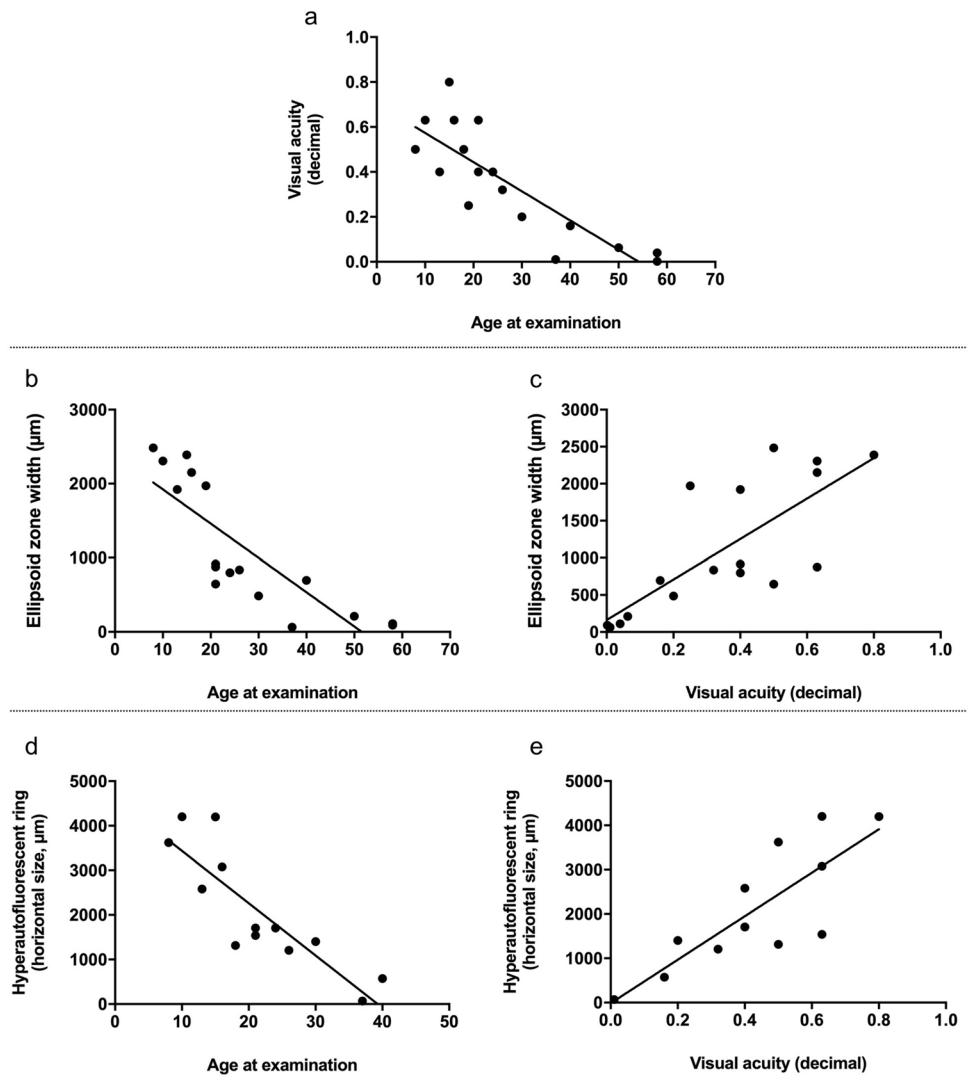 a
1.0
0.8
0.6
0.4
0.2
0.0
Visual acuity
(decimal)
0 10 20 30 40 50 60 70
Age at examination
b
3000
2000
1000
0
Ellipsoid zone width (µm)
0 10 20 30 40 50 60 70
Age at examination
c
3000
2500
2000
1500
1000
500
0
Ellipsoid zone width (µm)
0.0 0.2 0.4 0.6 0.8 1.0
Visual acuity (decimal)
d
5000
4000
3000
2000
1000
0
Hyperautofluorescent ring
(horizontal size, µm)
0 10 20 30 40 50
Age at examination
e
5000
4000
3000
2000
1000
0
Hyperautofluorescent ring
(horizontal size, µm)
0.0 0.2 0.4 0.6 0.8 1.0
Visual acuity (decimal)